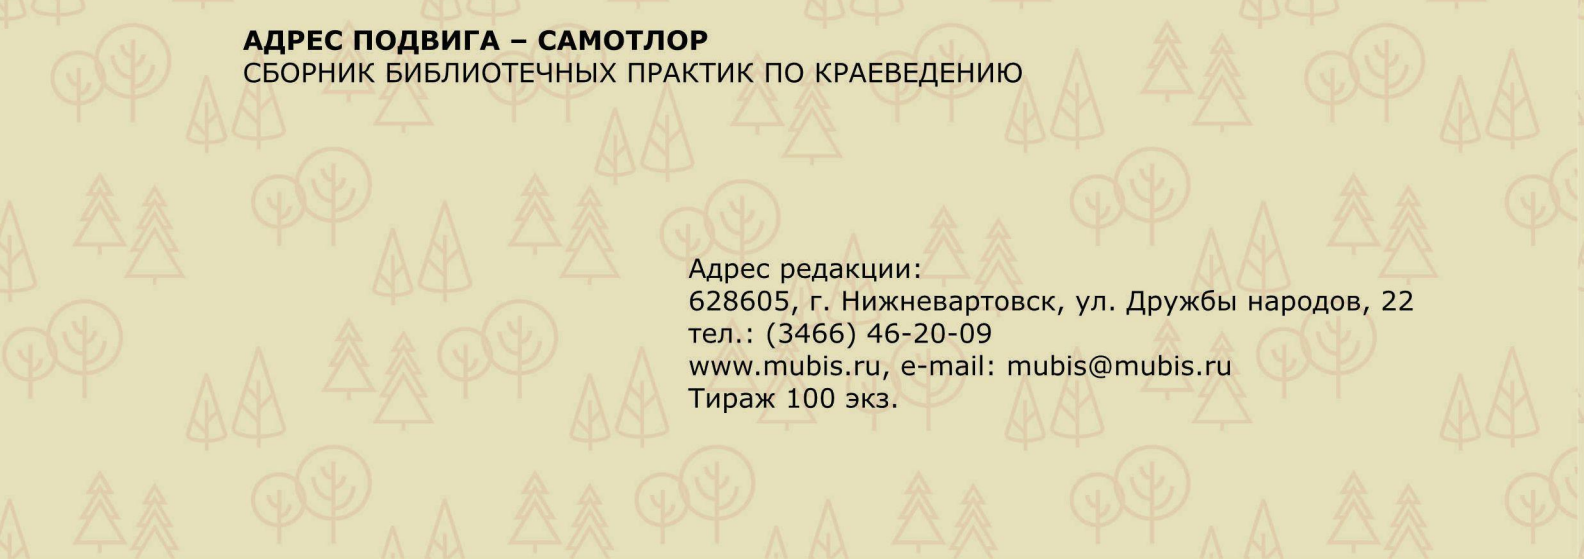 АДРЕС ПОДВИГА – САМОТЛОР
СБОРНИК БИБЛИОТЕЧНЫХ ПРАКТИК ПО КРАЕВЕДЕНИЮ
Адрес редакции:
628605, г. Нижневартовск, ул. Дружбы народов, 22
тел.: (3466) 46-20-09
www.mubis.ru, e-mail: mubis@mubis.ru
Тираж 100 экз.